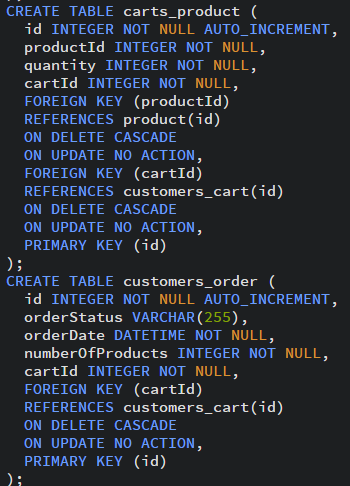 CREATE TABLE carts_product (
id INTEGER NOT NULL AUTO_INCREMENT,
productId INTEGER NOT NULL,
quantity INTEGER NOT NULL,
cartId INTEGER NOT NULL,
FOREIGN KEY (productId)
REFERENCES product(id)
ON DELETE CASCADE
ON UPDATE NO ACTION,
FOREIGN KEY (cartId)
REFERENCES customers_cart(id)
ON DELETE CASCADE
ON UPDATE NO ACTION,
PRIMARY KEY (id)
);
CREATE TABLE customers_order (
id INTEGER NOT NULL AUTO_INCREMENT,
orderStatus VARCHAR(255),
orderDate DATETIME NOT NULL,
numberOfProducts INTEGER NOT NULL,
cartId INTEGER NOT NULL,
FOREIGN KEY (cartId)
REFERENCES customers_cart(id)
ON DELETE CASCADE
ON UPDATE NO ACTION,
PRIMARY KEY (id)
);